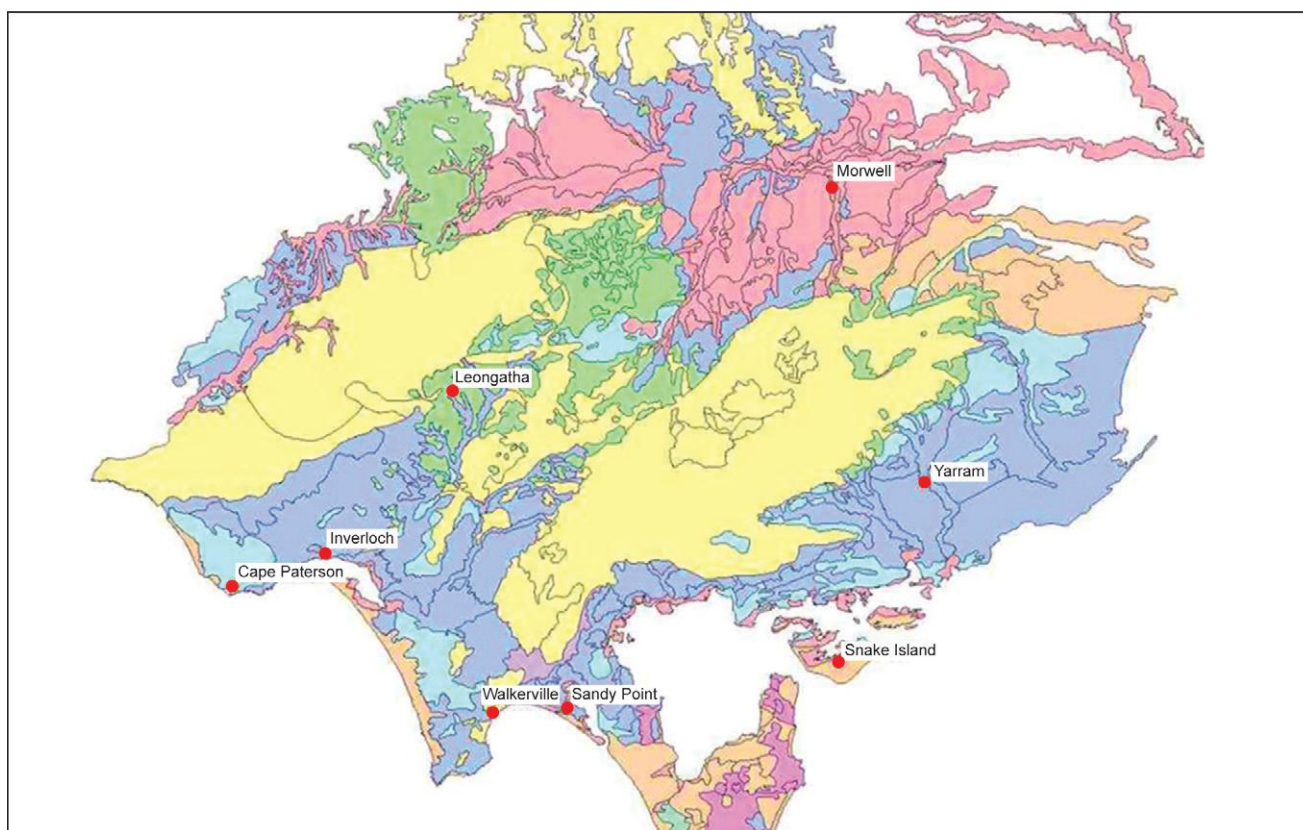 Morwell
Leongatha
Yarram
Inverloch
Cape Paterson
Snake Island
Walkerville
Sandy Point